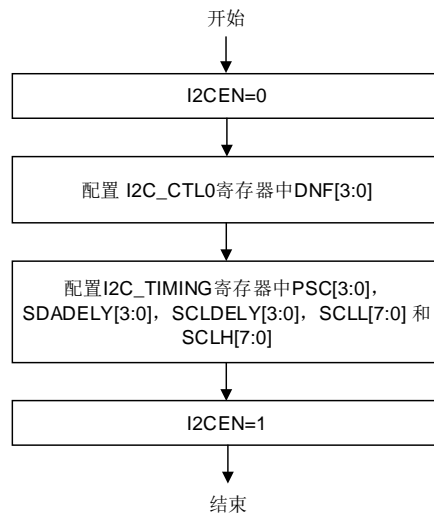 开始
I2CEN=0
配置 I2C_CTL0寄存器中DNF[3:0]
配置I2C_TIMING寄存器中PSC[3:0]，
SDADELY[3:0]，SCLDELY[3:0]，SCLL[7:0] 和
SCLH[7:0]
I2CEN=1
结束